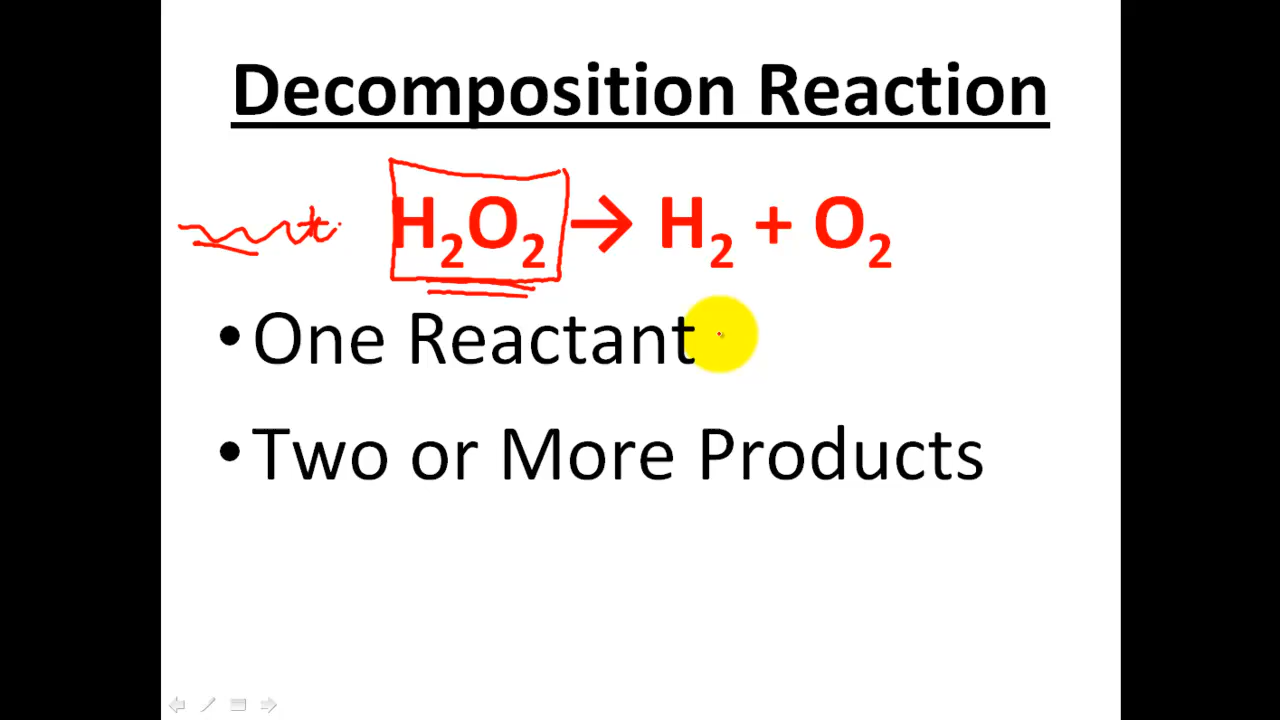 Decomposition Reaction
H₂O₂ → H₂ + O₂
• One Reactant
• Two or More Products